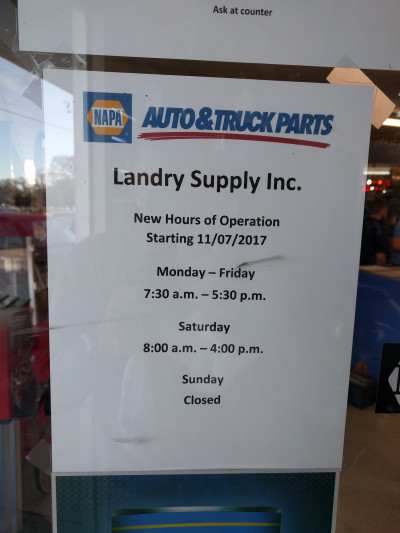 Ask at counter
NAPA
AUTO & TRUCK PARTS
Landry Supply Inc.
New Hours of Operation
Starting 11/07/2017
Monday – Friday
7:30 a.m. – 5:30 p.m.
Saturday
8:00 a.m. – 4:00 p.m.
Sunday
Closed